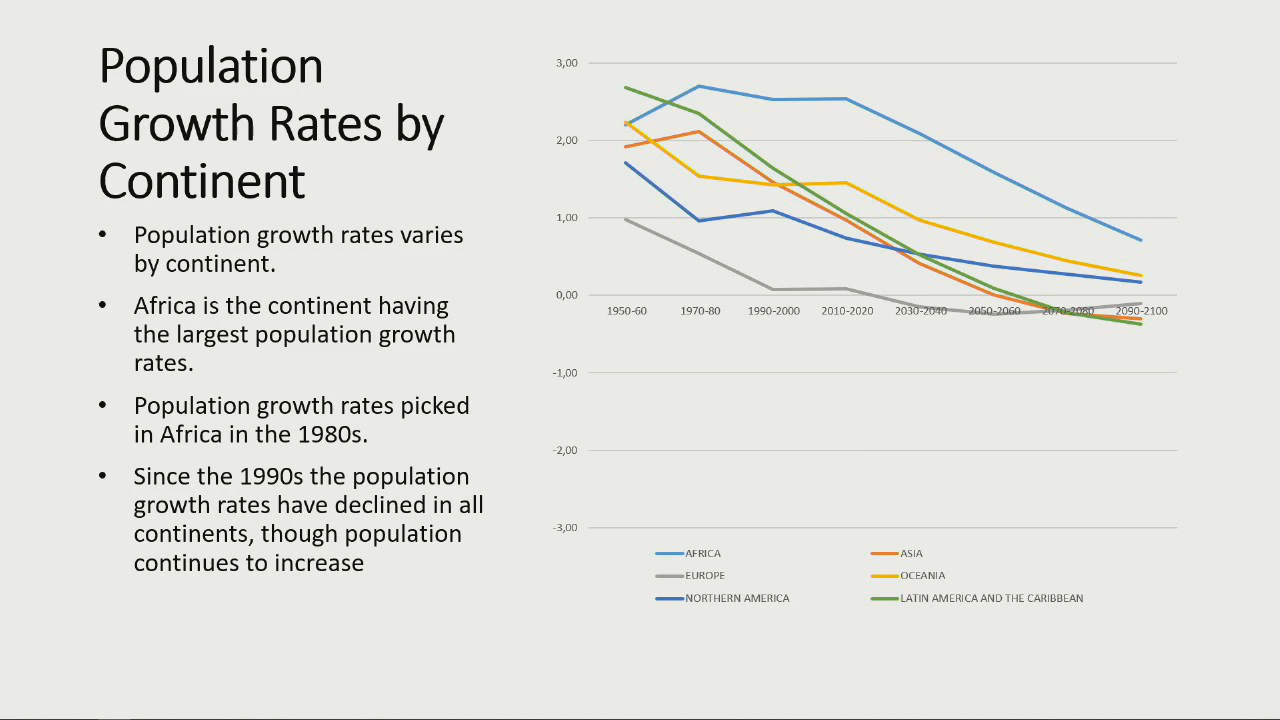 Population
Growth Rates by
Continent
• Population growth rates varies
by continent.
• Africa is the continent having
the largest population growth
rates.
• Population growth rates picked
in Africa in the 1980s.
• Since the 1990s the population
growth rates have declined in all
continents, though population
continues to increase
3,00
2,00
1,00
0,00
1950-60 1970-80 1990-2000 2010-2020 2030-2040 2050-2060 2070-2080 2090-2100
-1,00
-2,00
-3,00
AFRICA ASIA
EUROPE OCEANIA
NORTHERN AMERICA LATIN AMERICA AND THE CARIBBEAN